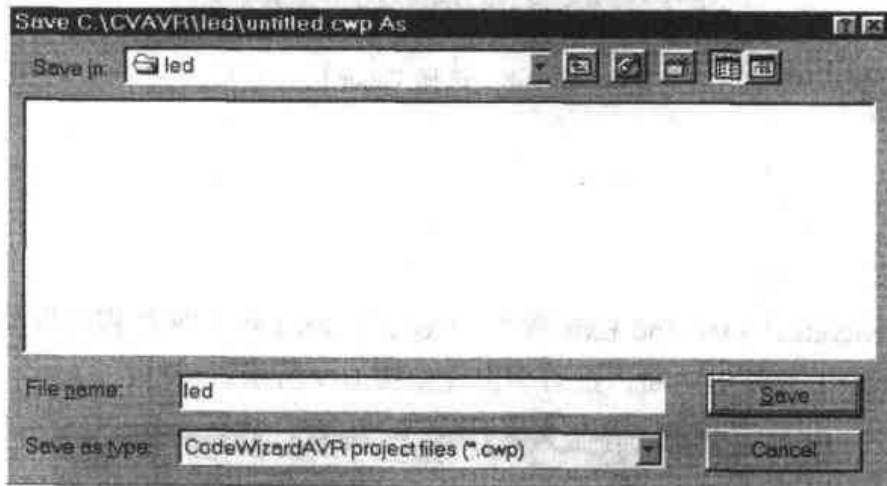 Save C:\CVAVR\led\untitled.cwp As
Save in: led
File name: led Save
Save as type: CodeWizardAVR project files (*.cwp) Cancel